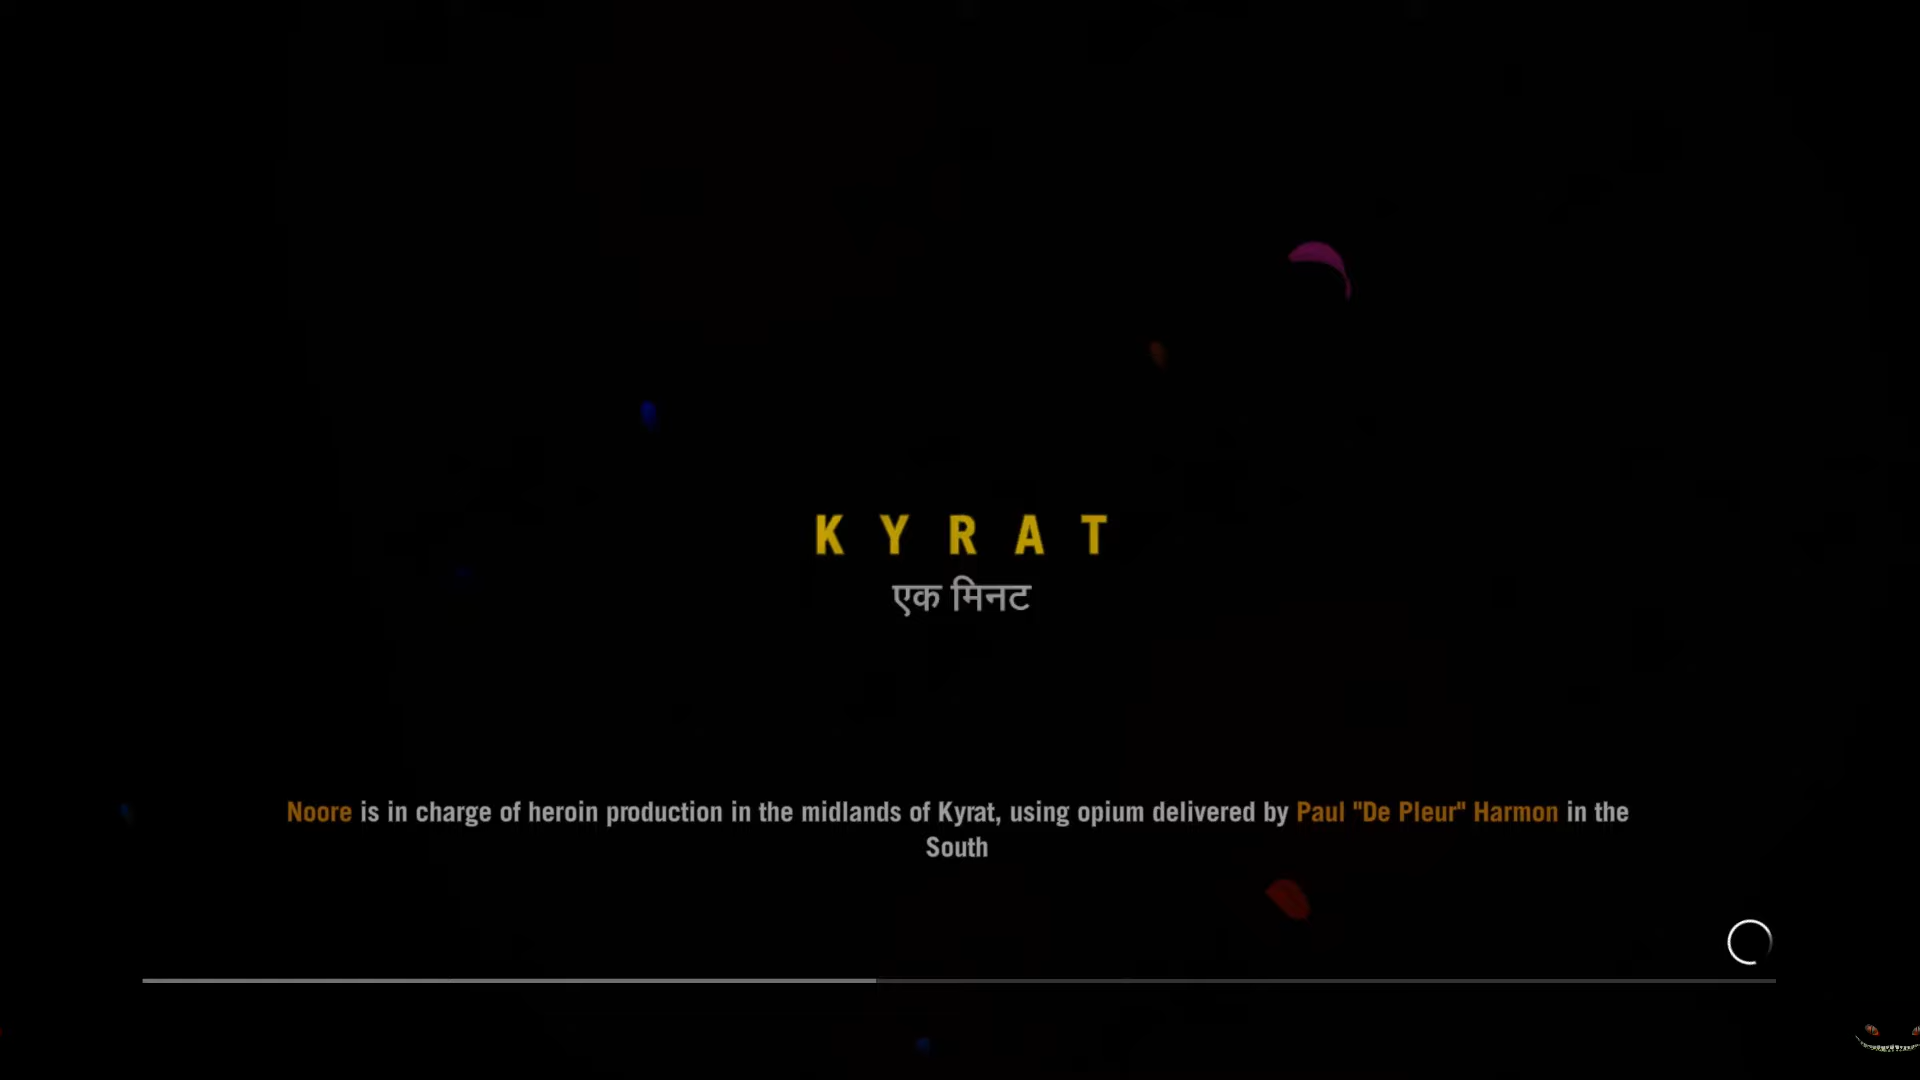 KYRAT
एक मिनट
Noore is in charge of heroin production in the midlands of Kyrat, using opium delivered by Paul "De Pleur" Harmon in the
South